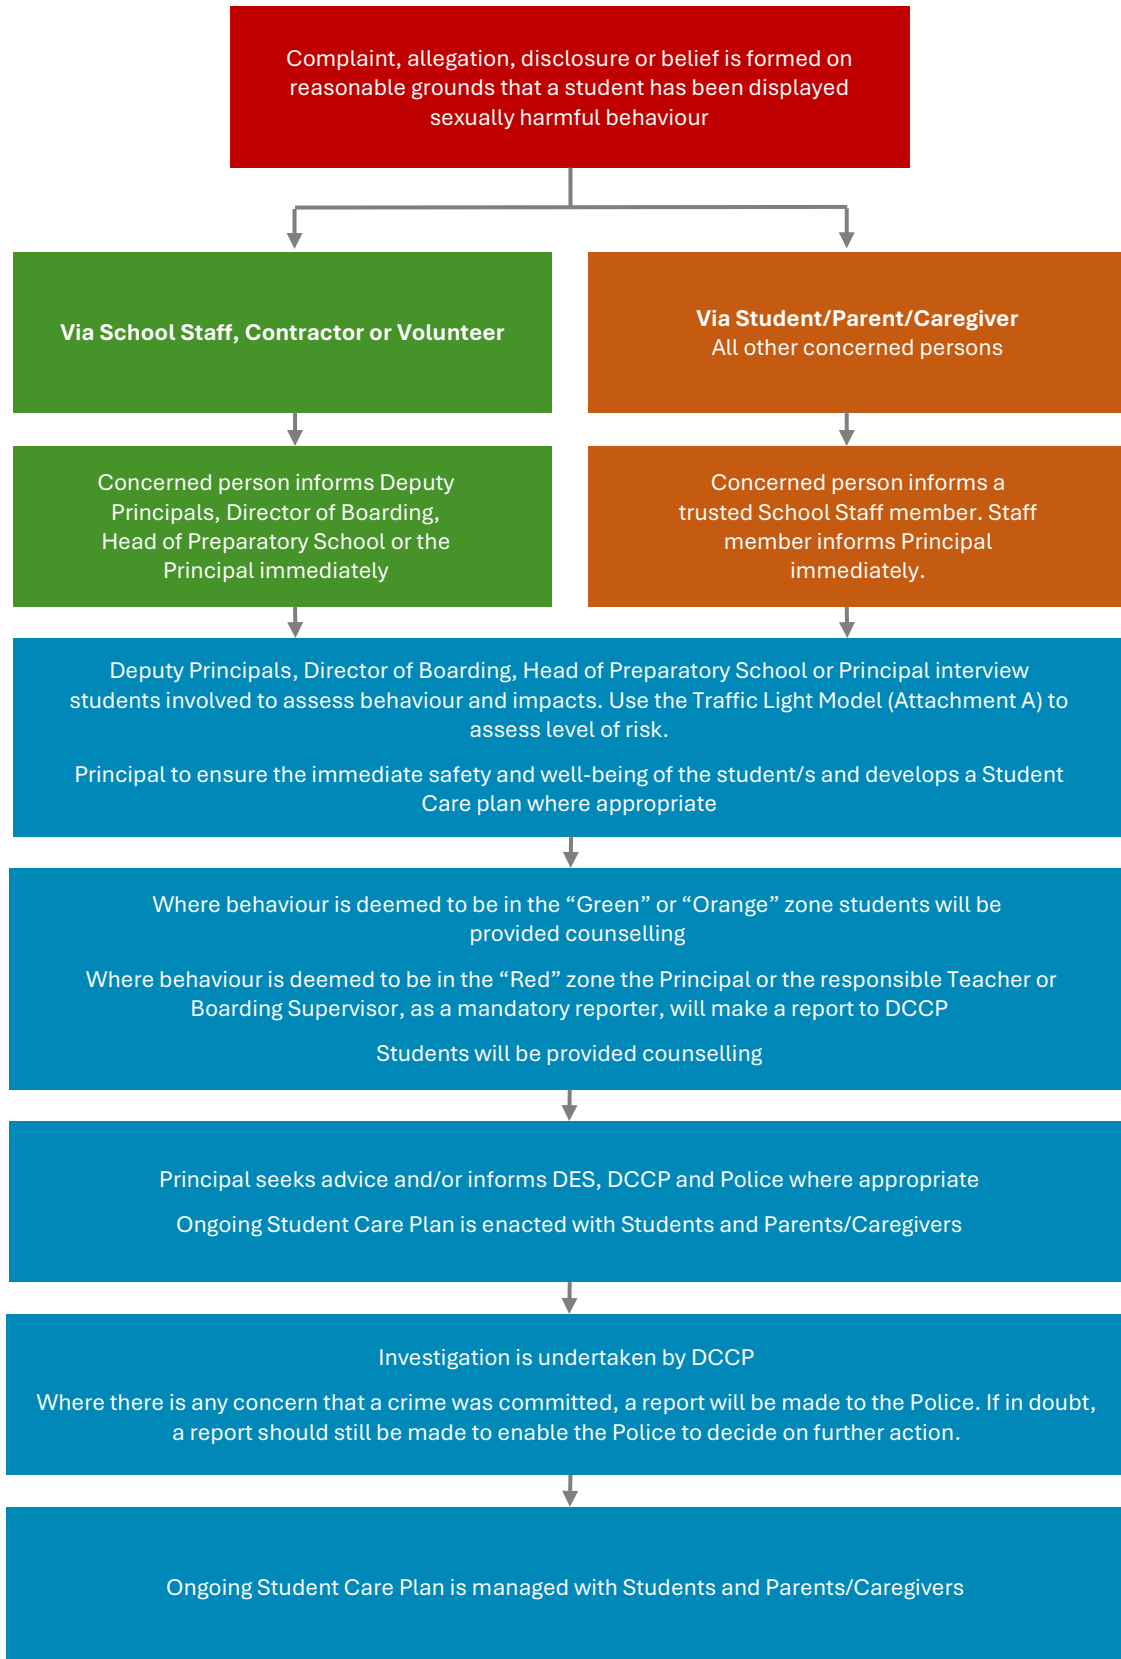 Complaint, allegation, disclosure or belief is formed on
reasonable grounds that a student has been displayed
sexually harmful behaviour
Via School Staff, Contractor or Volunteer
Via Student/Parent/Caregiver
All other concerned persons
Concerned person informs Deputy
Principals, Director of Boarding,
Head of Preparatory School or the
Principal immediately
Concerned person informs a
trusted School Staff member. Staff
member informs Principal
immediately.
Deputy Principals, Director of Boarding, Head of Preparatory School or Principal interview
students involved to assess behaviour and impacts. Use the Traffic Light Model (Attachment A) to
assess level of risk.
Principal to ensure the immediate safety and well-being of the student/s and develops a Student
Care plan where appropriate
Where behaviour is deemed to be in the “Green” or “Orange” zone students will be
provided counselling
Where behaviour is deemed to be in the “Red” zone the Principal or the responsible Teacher or
Boarding Supervisor, as a mandatory reporter, will make a report to DCCP
Students will be provided counselling
Principal seeks advice and/or informs DES, DCCP and Police where appropriate
Ongoing Student Care Plan is enacted with Students and Parents/Caregivers
Investigation is undertaken by DCCP
Where there is any concern that a crime was committed, a report will be made to the Police. If in doubt,
a report should still be made to enable the Police to decide on further action.
Ongoing Student Care Plan is managed with Students and Parents/Caregivers